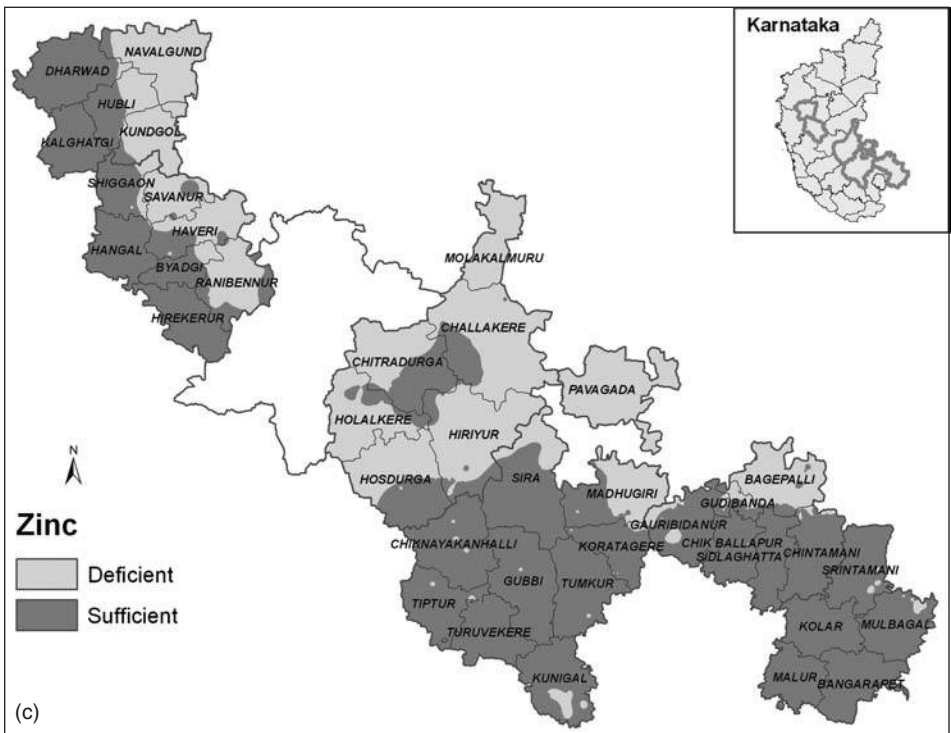 Karnataka
NAVALGUND
DHARWAD
HUBLI
KUNDGOL
KALGHATGI
SHIGGAON
SAVANUR
HAVERI
HANGAL
BYADGI
RANIBENNUR
HIREKERUR
MOLAKALMURU
CHALLAKERE
CHITRADURGA
PAVAGADA
HOLALKERE
HIRIYUR
HOSDURGA
SIRA
MADHUGIRI
BAGEPALLI
GUDIBANDA
GAURIBIDANUR
CHIKNAYAKANHALLI
KORATAGERE
CHIK BALLAPUR
SIDLAGHATTA
CHINTAMANI
SRINTAMANI
GUBBI
TUMKUR
TIPTUR
TURUVEKERE
KOLAR
MULBAGAL
KUNIGAL
MALUR
BANGARAPET
N
Zinc
Deficient
Sufficient
(c)